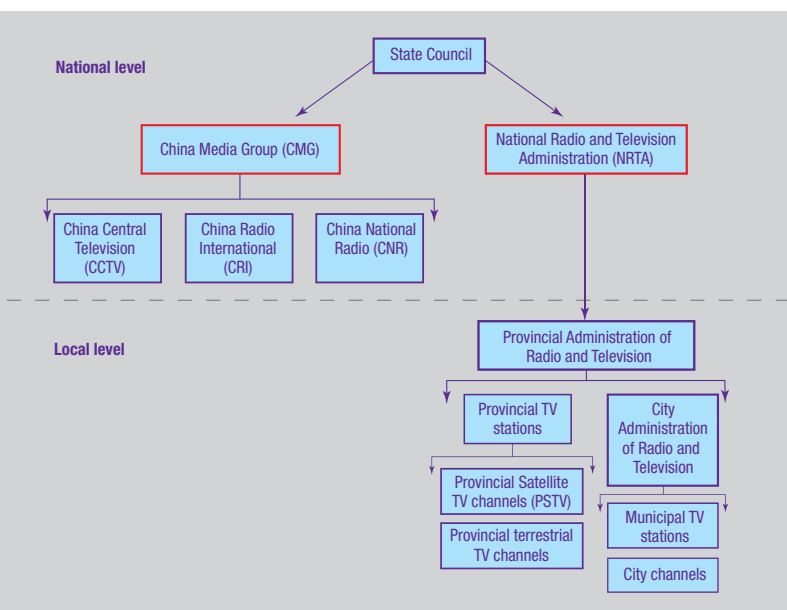 State Council
National level
China Media Group (CMG)
National Radio and Television
Administration (NRTA)
China Central
Television
(CCTV)
China Radio
International
(CRI)
China National
Radio (CNR)
Local level
Provincial Administration of
Radio and Television
Provincial TV
stations
City
Administration
of Radio and
Television
Provincial Satellite
TV channels (PSTV)
Provincial terrestrial
TV channels
Municipal TV
stations
City channels